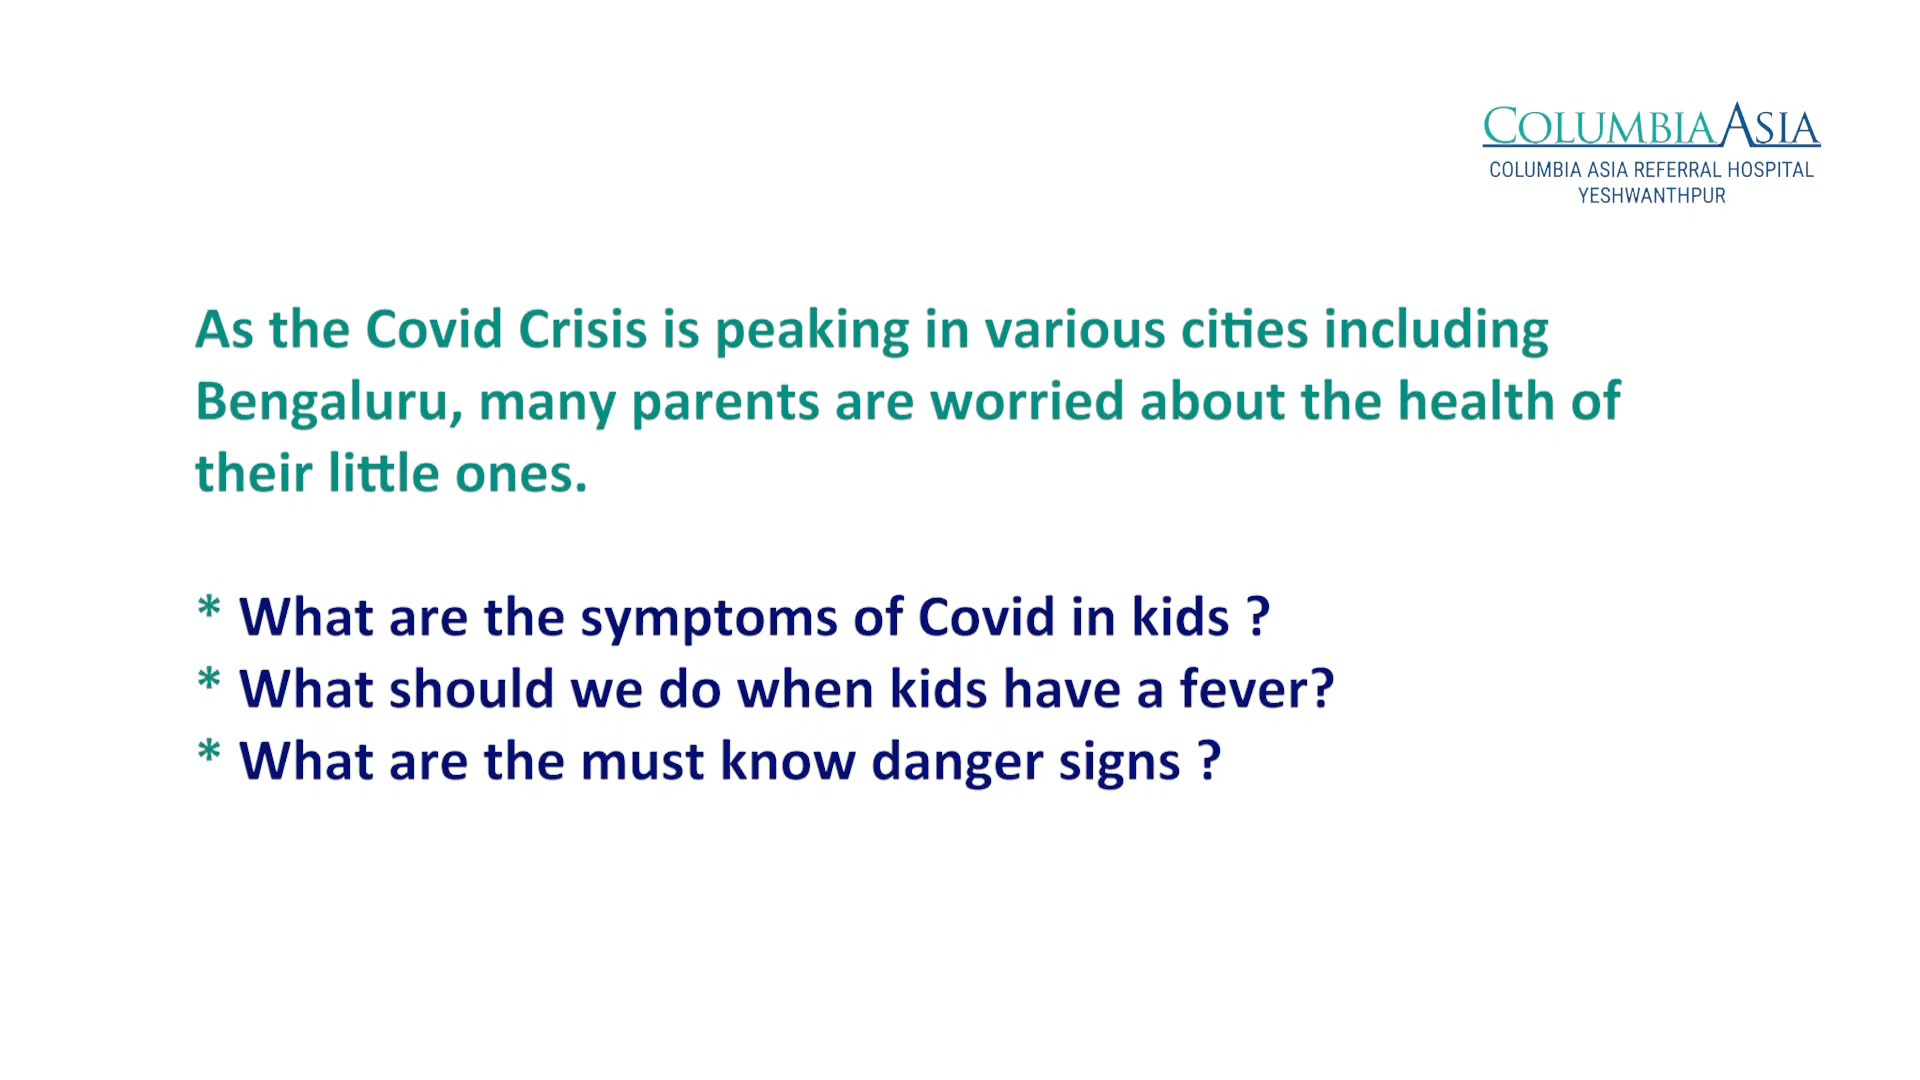 COLUMBIAASIA
COLUMBIA ASIA REFERRAL HOSPITAL
YESHWANTHPUR
As the Covid Crisis is peaking in various cities including
Bengaluru, many parents are worried about the health of
their little ones.
* What are the symptoms of Covid in kids ?
* What should we do when kids have a fever?
* What are the must know danger signs ?